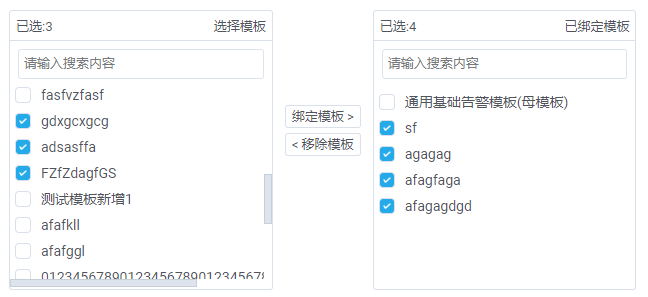 已选:3 选择模板
请输入搜索内容
fasfvzfasf
gdxgcxgcg
adsasffa
FZfZdagfGS
测试模板新增1
afafkll
afafggl
0123456789012345678901234567­8
绑定模板 >
< 移除模板
已选:4 已绑定模板
请输入搜索内容
通用基础告警模板(母模板)
sf
agagag
afagfaga
afagagdgd